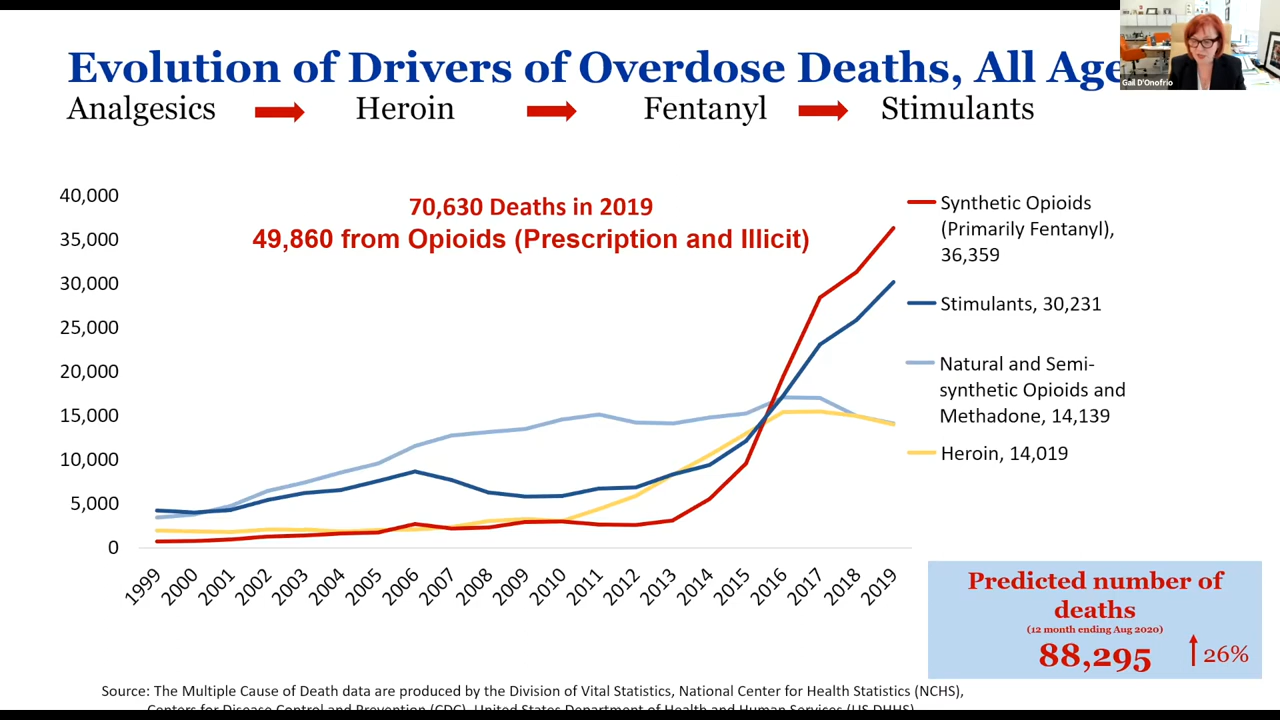 Evolution of Drivers of Overdose Deaths, All Age
Gail D'Onofrio
Analgesics Heroin Fentanyl Stimulants
70,630 Deaths in 2019
49,860 from Opioids (Prescription and Illicit)
40,000
35,000
30,000
25,000
20,000
15,000
10,000
5,000
0
1999 2000 2001 2002 2003 2004 2005 2006 2007 2008 2009 2010 2011 2012 2013 2014 2015 2016 2017 2018 2019
Synthetic Opioids
(Primarily Fentanyl),
36,359
Stimulants, 30,231
Natural and Semi-
synthetic Opioids and
Methadone, 14,139
Heroin, 14,019
Predicted number of
deaths
(12 month ending Aug 2020)
88,295 26%
Source: The Multiple Cause of Death data are produced by the Division of Vital Statistics, National Center for Health Statistics (NCHS),
Centers for Disease Control and Prevention (CDC), United States Department of Health and Human Services (US DHHS)